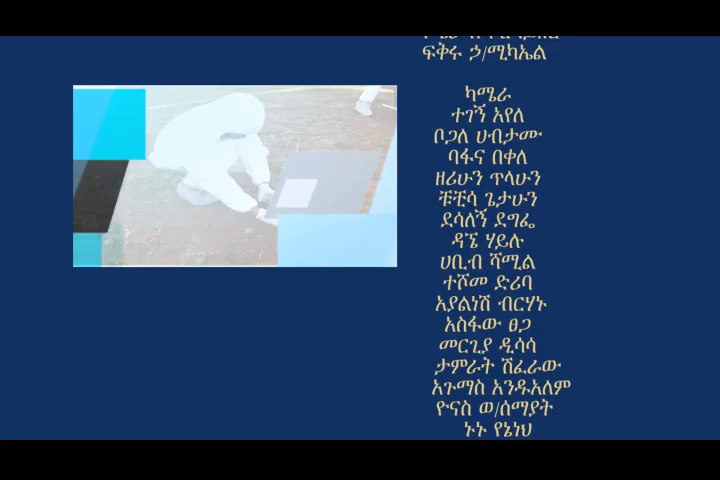 ፍቅሩ ኃ/ሚካኤል
ካሜራ
ተገኝ አየለ
ቦጋለ ሀብታሙ
ባፋና በቀለ
ዘሪሁን ጥላሁን
ቹቺሳ ጌታሁን
ደሳለኝ ደግፌ
ዳኜ ሃይሉ
ሀቢብ ሻሚል
ተሾመ ድሪባ
አያልነሽ ብርሃኑ
አስፋው ፀጋ
መርጊያ ዲሳሳ
ታምራት ሽፈራው
አጉማስ አንዱአለም
ዮናስ ወ/ሰማያት
ኑኑ የኔነህ